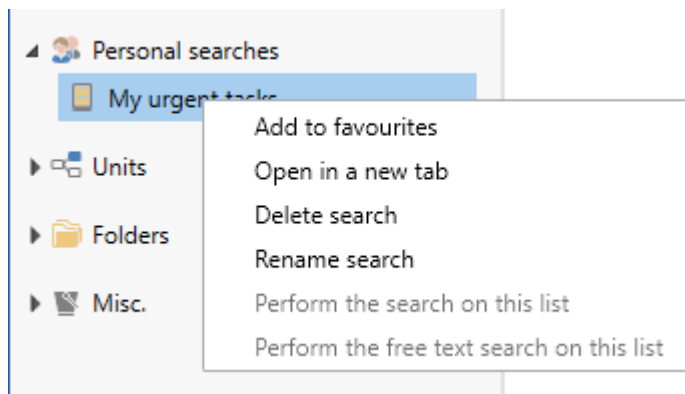 Personal searches
My urgent tasks
Add to favourites
Open in a new tab
Units
Delete search
Folders
Rename search
Misc.
Perform the search on this list
Perform the free text search on this list